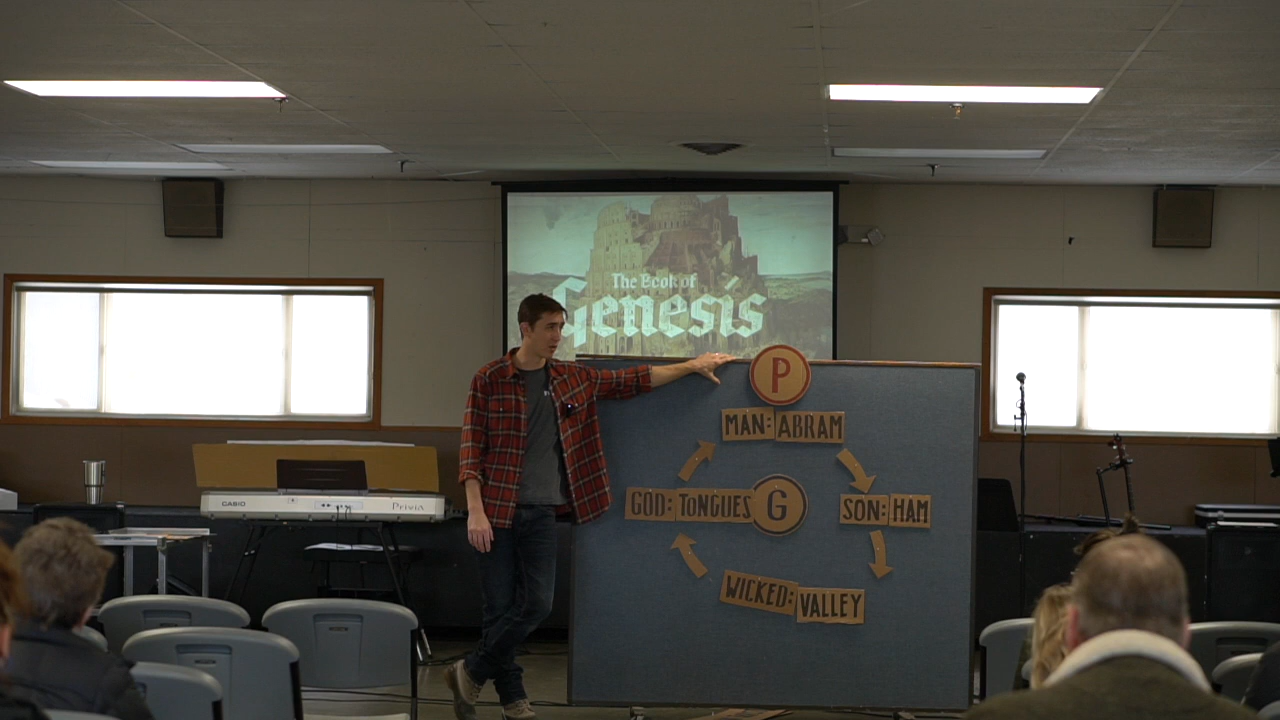 The Book of
Genesis
P
MAN: ABRAM
GOD: TONGUES G
SON: HAM
WICKED: VALLEY
CASIO
Privia